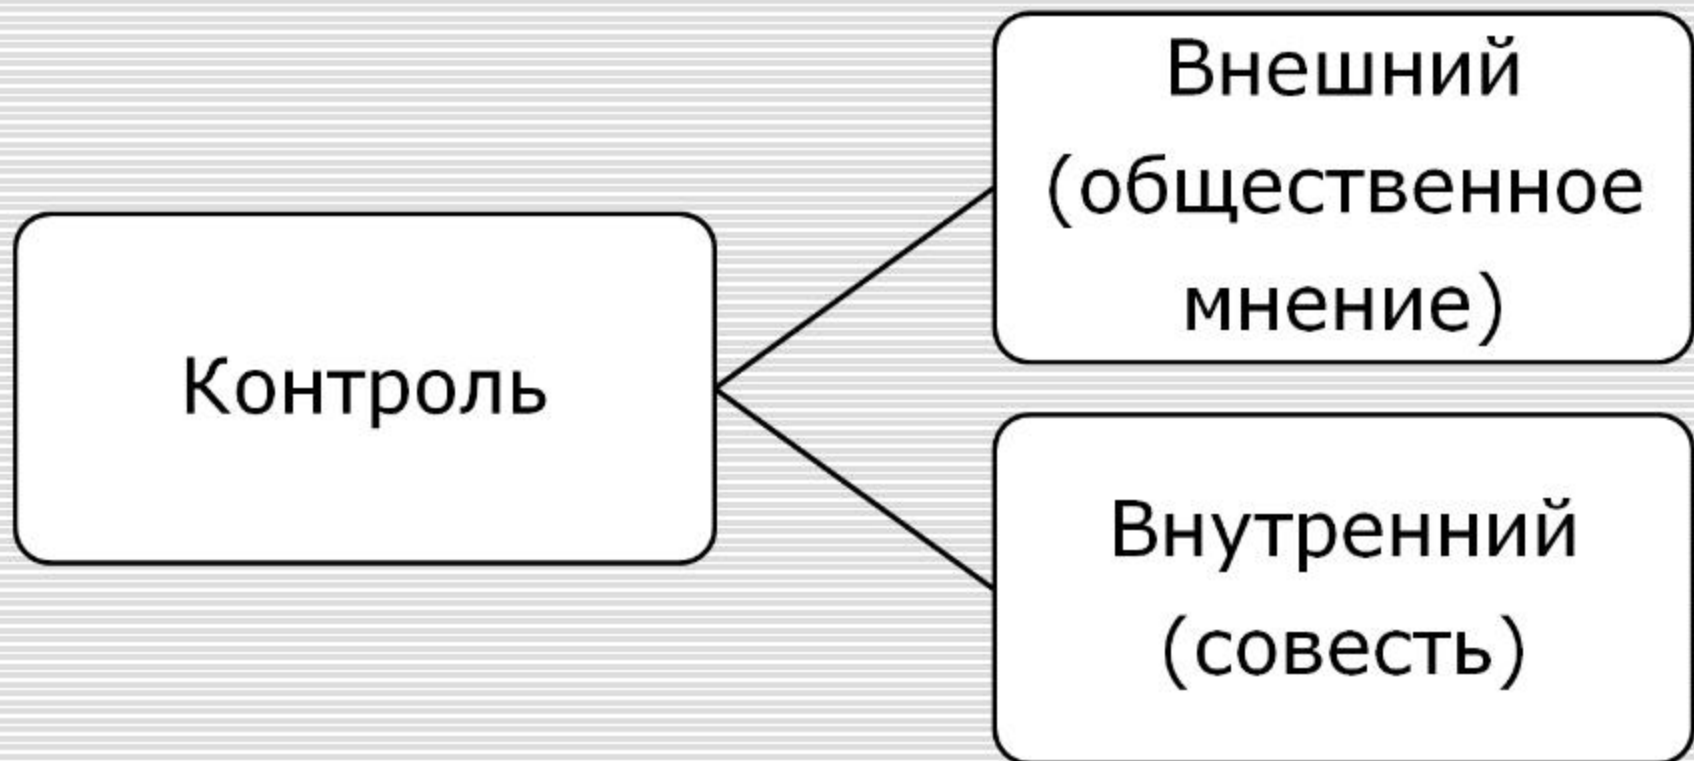 Контроль
Внешний
(общественное
мнение)
Внутренний
(совесть)